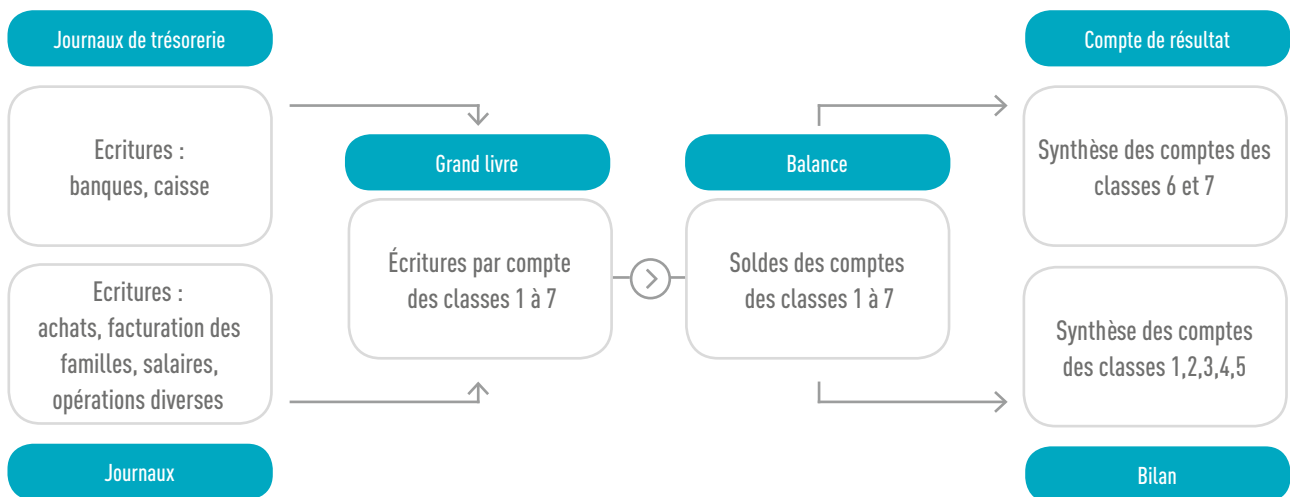 Journaux de trésorerie
Ecritures :
banques, caisse
Ecritures :
achats, facturation des
familles, salaires,
opérations diverses
Journaux
Grand livre
Écritures par compte
des classes 1 à 7
Balance
Soldes des comptes
des classes 1 à 7
Compte de résultat
Synthèse des comptes des
classes 6 et 7
Synthèse des comptes
des classes 1,2,3,4,5
Bilan